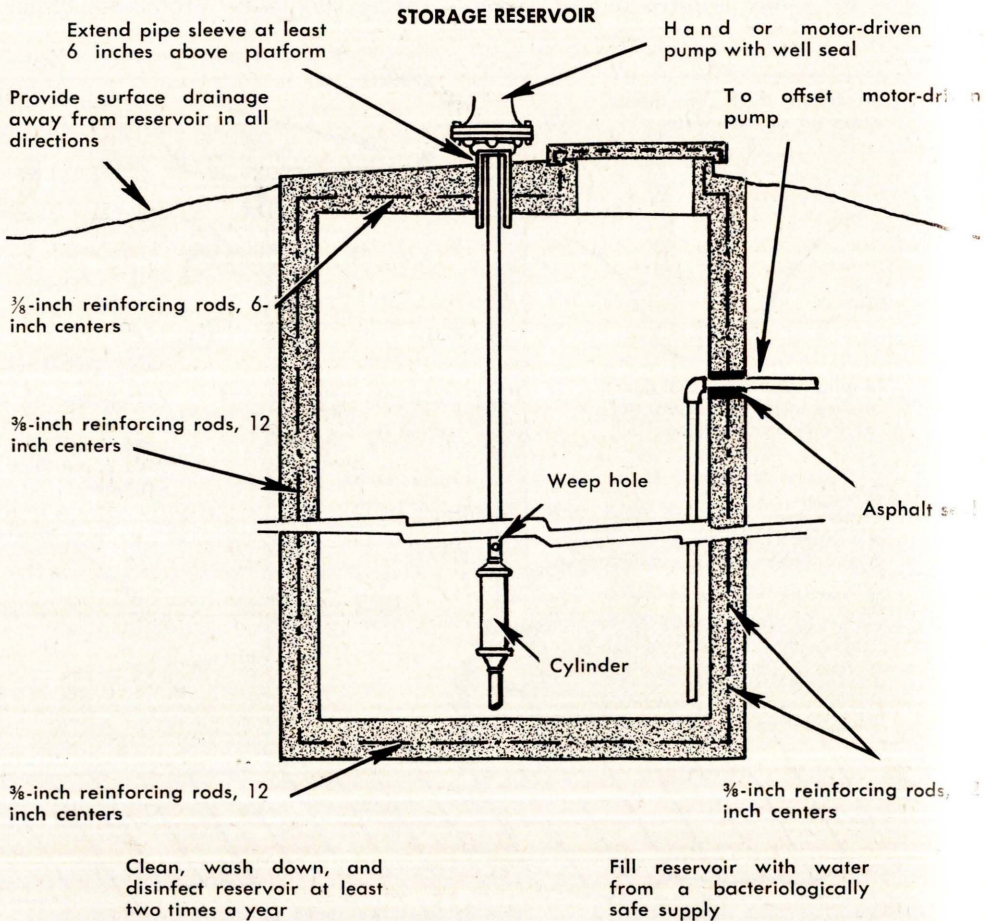 STORAGE RESERVOIR
Extend pipe sleeve at least
6 inches above platform
Hand or motor-driven
pump with well seal
Provide surface drainage
away from reservoir in all
directions
To offset
pump
⅜-inch reinforcing rods, 6-
inch centers
⅜-inch reinforcing rods, 12
inch centers
Weep hole
Asphalt
Cylinder
⅜-inch reinforcing rods, 12
inch centers
⅜-inch reinforcing rods,
inch centers
Clean, wash down, and
disinfect reservoir at least
two times a year
Fill reservoir with water
from a bacteriologically
safe supply